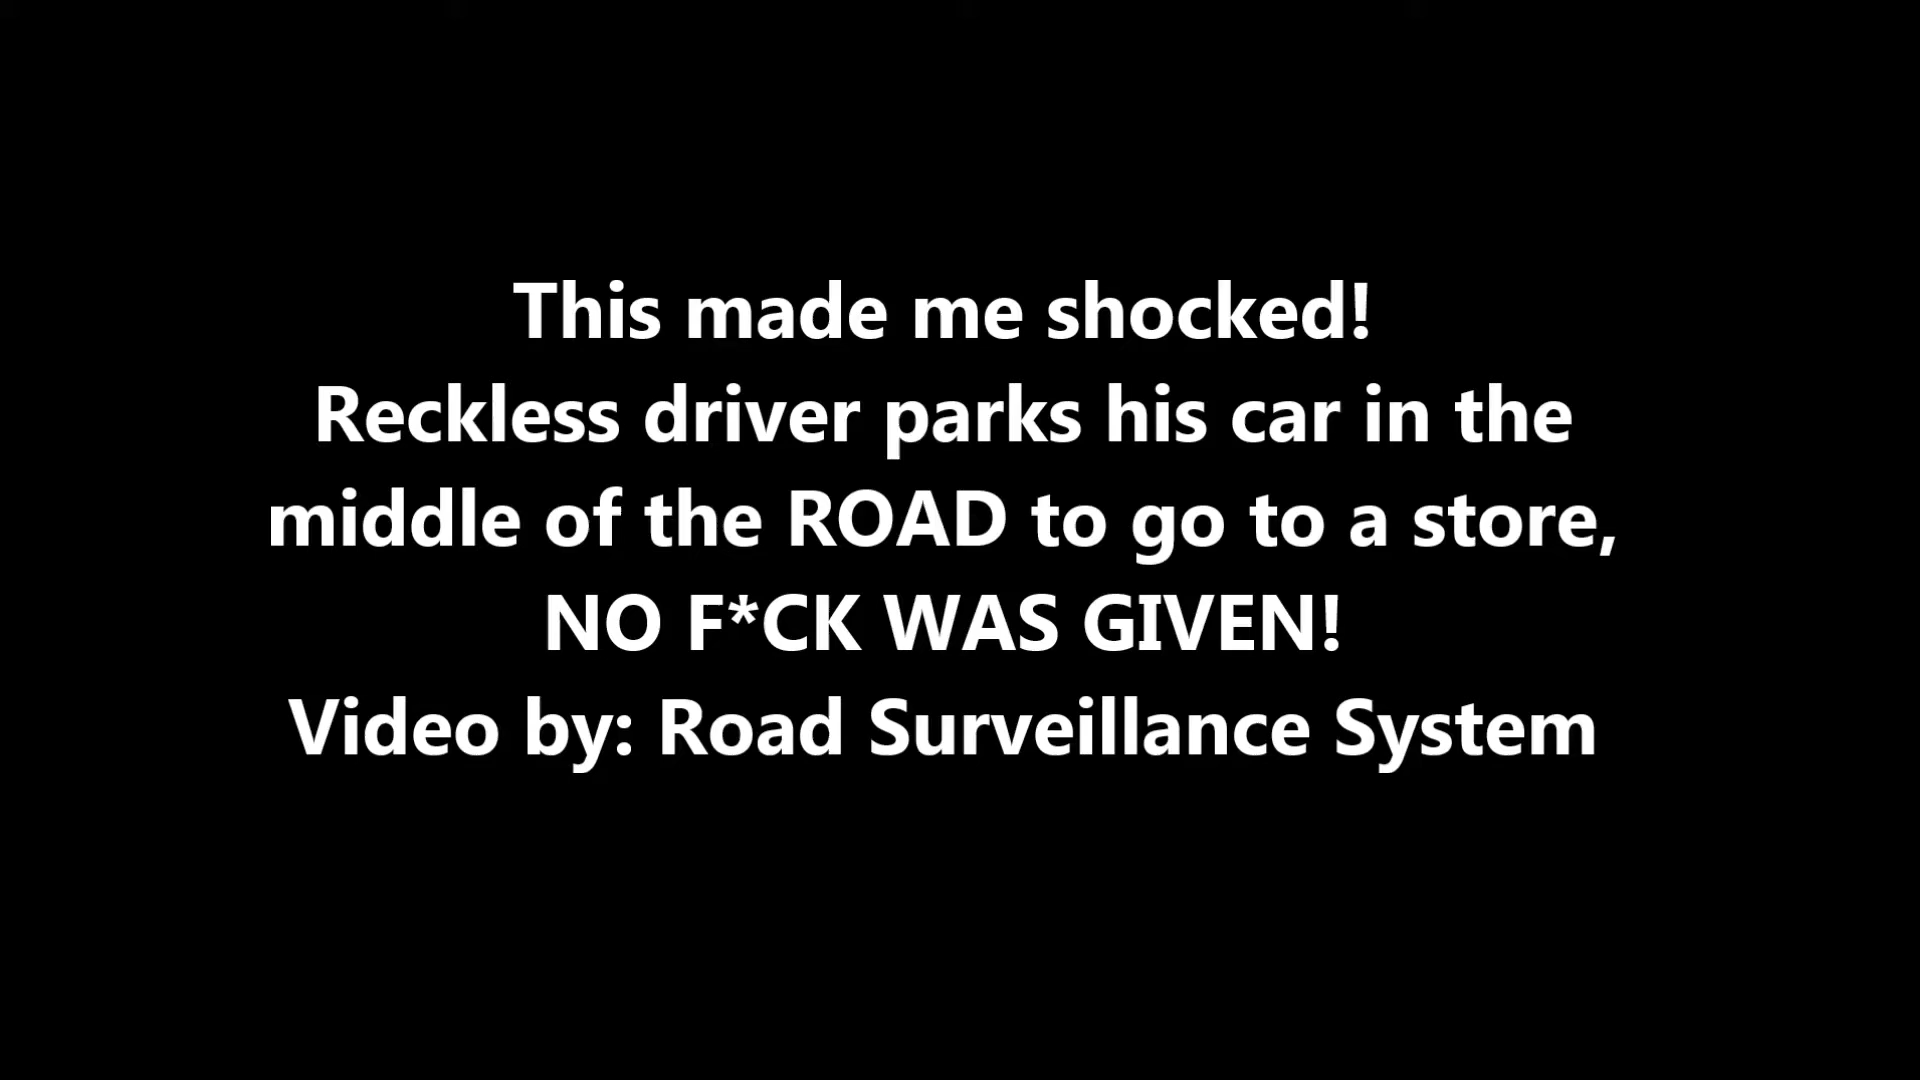 This made me shocked!
Reckless driver parks his car in the
middle of the ROAD to go to a store,
NO F*CK WAS GIVEN!
Video by: Road Surveillance System